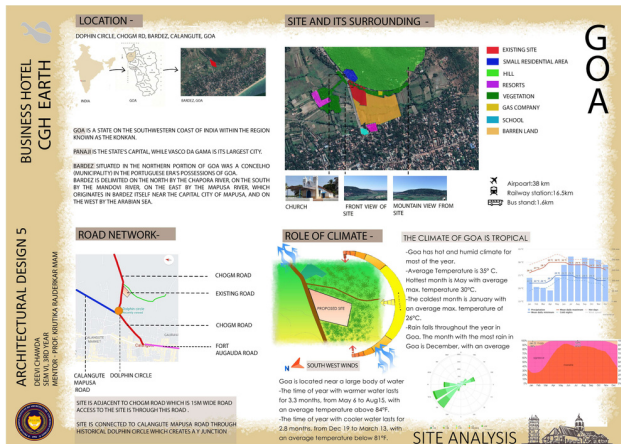 BUSINESS HOTEL
CGH EARTH
ARCHITECTURAL DESIGN 5
DEEVI CHAWDA
SEM VI, 3RD YEAR
MENTOR - PROF. KRUTIKA RAJDERKAR MAM
LOCATION -
DOPHIN CIRCLE, CHOGM RD, BARDEZ, CALANGUTE, GOA
INDIA
GOA
BARDEZ, GOA
GOA IS A STATE ON THE SOUTHWESTERN COAST OF INDIA WITHIN THE REGION
KNOWN AS THE KONKAN.
PANAJI IS THE STATE'S CAPITAL, WHILE VASCO DA GAMA IS ITS LARGEST CITY.
BARDEZ SITUATED IN THE NORTHERN PORTION OF GOA WAS A CONCELHO
(MUNICIPALITY) IN THE PORTUGUESE ERA'S POSSESSIONS OF GOA.
BARDEZ IS DELIMITED ON THE NORTH BY THE CHAPORA RIVER, ON THE SOUTH
BY THE MANDOVI RIVER, ON THE EAST BY THE MAPUSA RIVER, WHICH
ORIGINATES IN BARDEZ ITSELF NEAR THE CAPITAL CITY OF MAPUSA, AND ON
THE WEST BY THE ARABIAN SEA.
SITE AND ITS SURROUNDING -
EXISTING SITE
SMALL RESIDENTIAL AREA
HILL
RESORTS
VEGETATION
GAS COMPANY
SCHOOL
BARREN LAND
GOA
CHURCH
FRONT VIEW OF
SITE
MOUNTAIN VIEW FROM
SITE
Airpoart:38 km
Railway station:16.5km
Bus stand:1.6km
ROAD NETWORK-
CHOGM ROAD
EXISTING ROAD
CHOGM ROAD
FORT
AUGAUDA ROAD
CALANGUTE
MAPUSA
ROAD
DOLPHIN CIRCLE
SITE IS ADJACENT TO CHOGM ROAD WHICH IS 15M WIDE ROAD
ACCESS TO THE SITE IS THROUGH THIS ROAD .
SITE IS CONNECTED TO CALANGUTE MAPUSA ROAD THROUGH
HISTORICAL DOLPHIN CIRCLE WHICH CREATES A Y JUNCTION
ROLE OF CLIMATE -
PROPOSED SITE
SOUTH WEST WINDS
Goa is located near a large body of water
-The time of year with warmer water lasts
for 3.3 months, from May 6 to Aug15, with
an average temperature above 84°F.
-The time of year with cooler water lasts for
2.8 months, from Dec 19 to March 13, with
an average temperature below 81°F.
THE CLIMATE OF GOA IS TROPICAL
-Goa has hot and humid climate for
most of the year.
-Average Temperature is 35° C.
Hottest month is May with average
max. temperature 30°C.
-The coldest month is January with
an average max. temperature of
26°C.
-Rain falls throughout the year in
Goa. The month with the most rain in
Goa is December, with an average
SITE ANALYSIS